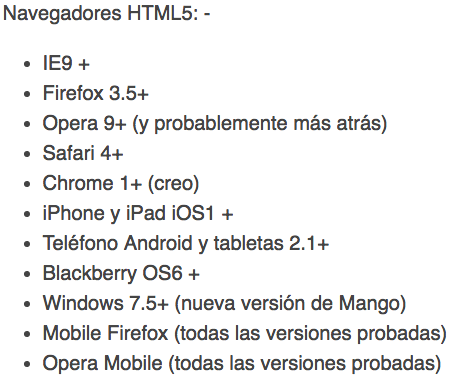 Navegadores HTML5: -
• IE9 +
• Firefox 3.5+
• Opera 9+ (y probablemente más atrás)
• Safari 4+
• Chrome 1+ (creo)
• iPhone y iPad iOS1 +
• Teléfono Android y tabletas 2.1+
• Blackberry OS6 +
• Windows 7.5+ (nueva versión de Mango)
• Mobile Firefox (todas las versiones probadas)
• Opera Mobile (todas las versiones probadas)